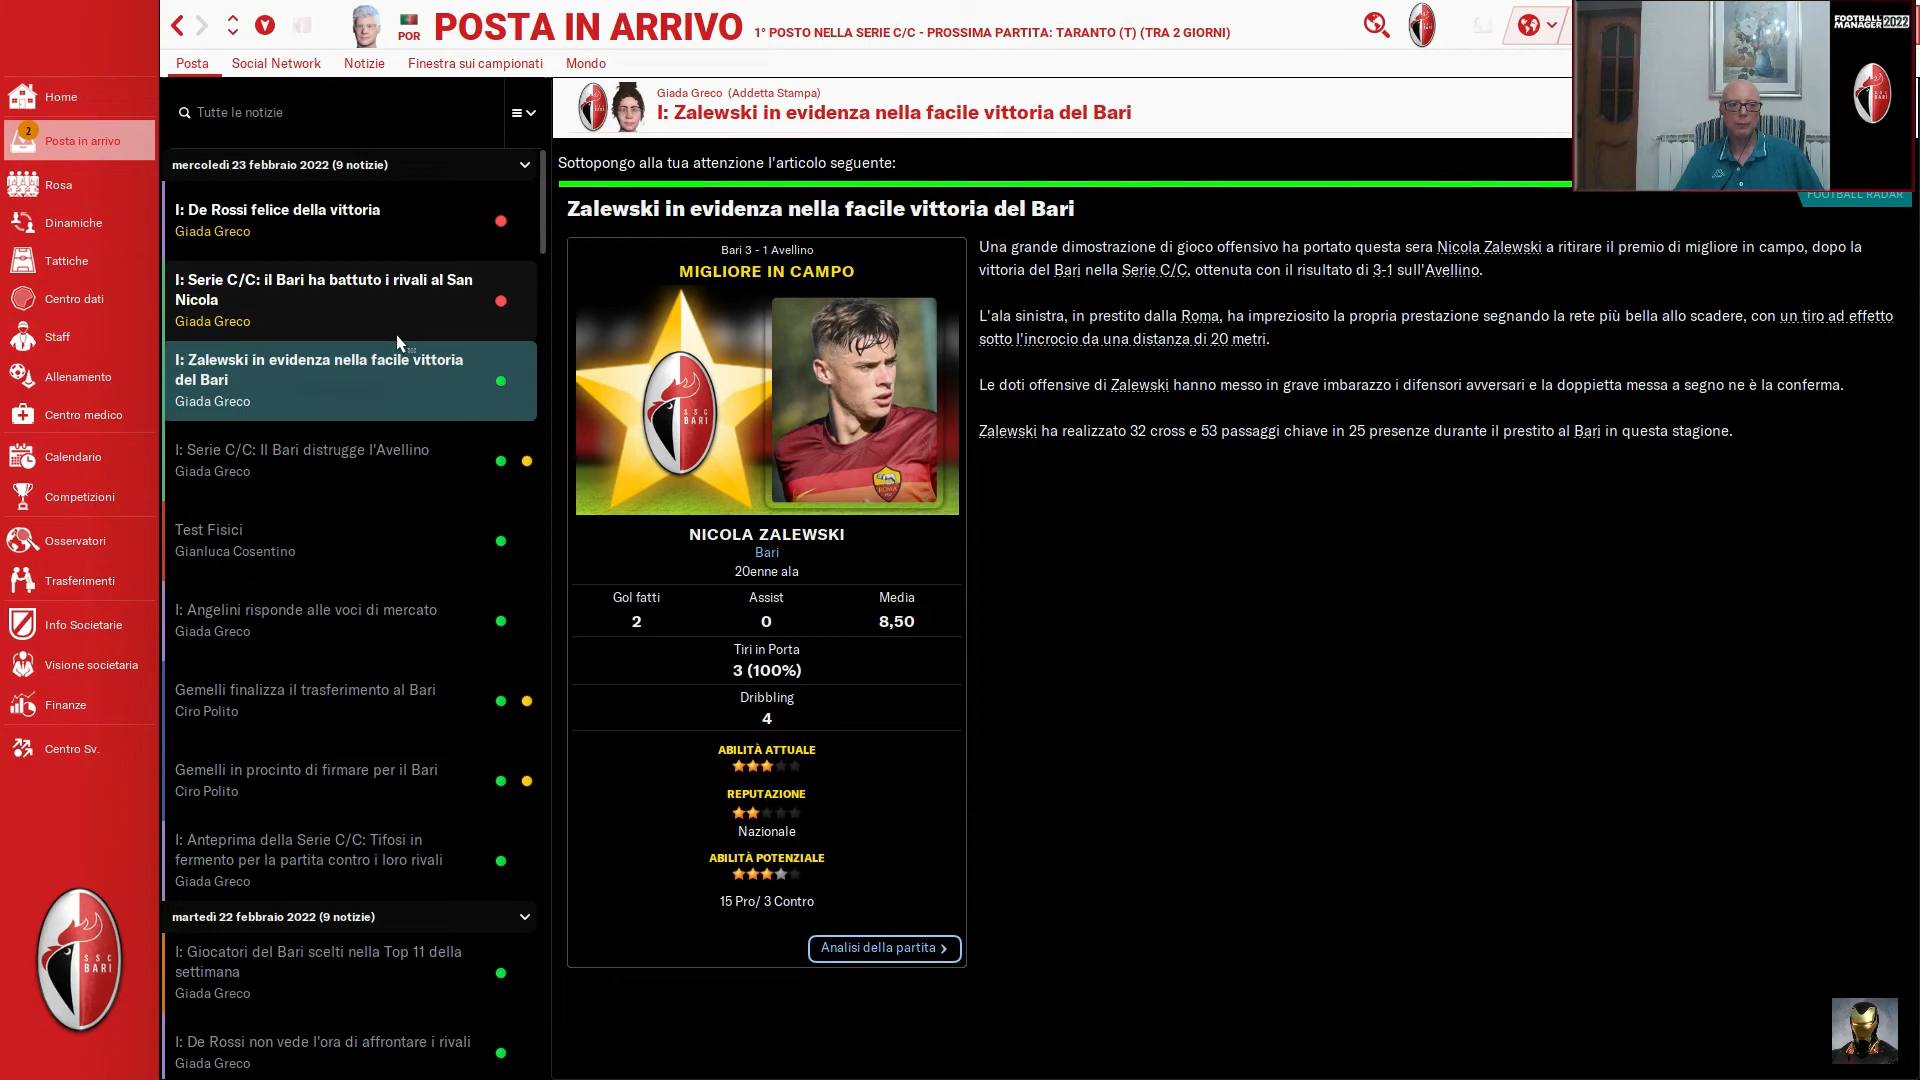 POR
POSTA IN ARRIVO
1° POSTO NELLA SERIE C/C - PROSSIMA PARTITA: TARANTO (T) (TRA 2 GIORNI)
FOOTBALL
MANAGER 2022
Posta
Social Network
Notizie
Finestra sui campionati
Mondo
Home
2
Posta in arrivo
Rosa
Dinamiche
Tattiche
Centro dati
Staff
Allenamento
Centro medico
Calendario
Competizioni
Osservatori
Trasferimenti
Info Societarie
Visione societaria
Finanze
Centro Sv.
SSC
BARI
Tutte le notizie
mercoledì 23 febbraio 2022 (9 notizie)
I: De Rossi felice della vittoria
Giada Greco
I: Serie C/C: il Bari ha battuto i rivali al San
Nicola
Giada Greco
I: Zalewski in evidenza nella facile vittoria
del Bari
Giada Greco
I: Serie C/C: Il Bari distrugge l'Avellino
Giada Greco
Test Fisici
Gianluca Cosentino
I: Angelini risponde alle voci di mercato
Giada Greco
Gemelli finalizza il trasferimento al Bari
Ciro Polito
Gemelli in procinto di firmare per il Bari
Ciro Polito
I: Anteprima della Serie C/C: Tifosi in
fermento per la partita contro i loro rivali
Giada Greco
martedì 22 febbraio 2022 (9 notizie)
I: Giocatori del Bari scelti nella Top 11 della
settimana
Giada Greco
I: De Rossi non vede l'ora di affrontare i rivali
Giada Greco
Giada Greco (Addetta Stampa)
I: Zalewski in evidenza nella facile vittoria del Bari
Sottopongo alla tua attenzione l'articolo seguente:
FOOTBALL RADAR
Zalewski in evidenza nella facile vittoria del Bari
Bari 3 - 1 Avellino
MIGLIORE IN CAMPO
SSC
BARI
ROMA
NICOLA ZALEWSKI
Bari
20enne ala
Gol fatti
Assist
Media
2
0
8,50
Tiri in Porta
3 (100%)
Dribbling
4
ABILITÀ ATTUALE
REPUTAZIONE
Nazionale
ABILITÀ POTENZIALE
15 Pro/ 3 Contro
Analisi della partita
Una grande dimostrazione di gioco offensivo ha portato questa sera Nicola Zalewski a ritirare il premio di migliore in campo, dopo la
vittoria del Bari nella Serie C/C, ottenuta con il risultato di 3-1 sull'Avellino.
L'ala sinistra, in prestito dalla Roma, ha impreziosito la propria prestazione segnando la rete più bella allo scadere, con un tiro ad effetto
sotto l'incrocio da una distanza di 20 metri.
Le doti offensive di Zalewski hanno messo in grave imbarazzo i difensori avversari e la doppietta messa a segno ne è la conferma.
Zalewski ha realizzato 32 cross e 53 passaggi chiave in 25 presenze durante il prestito al Bari in questa stagione.